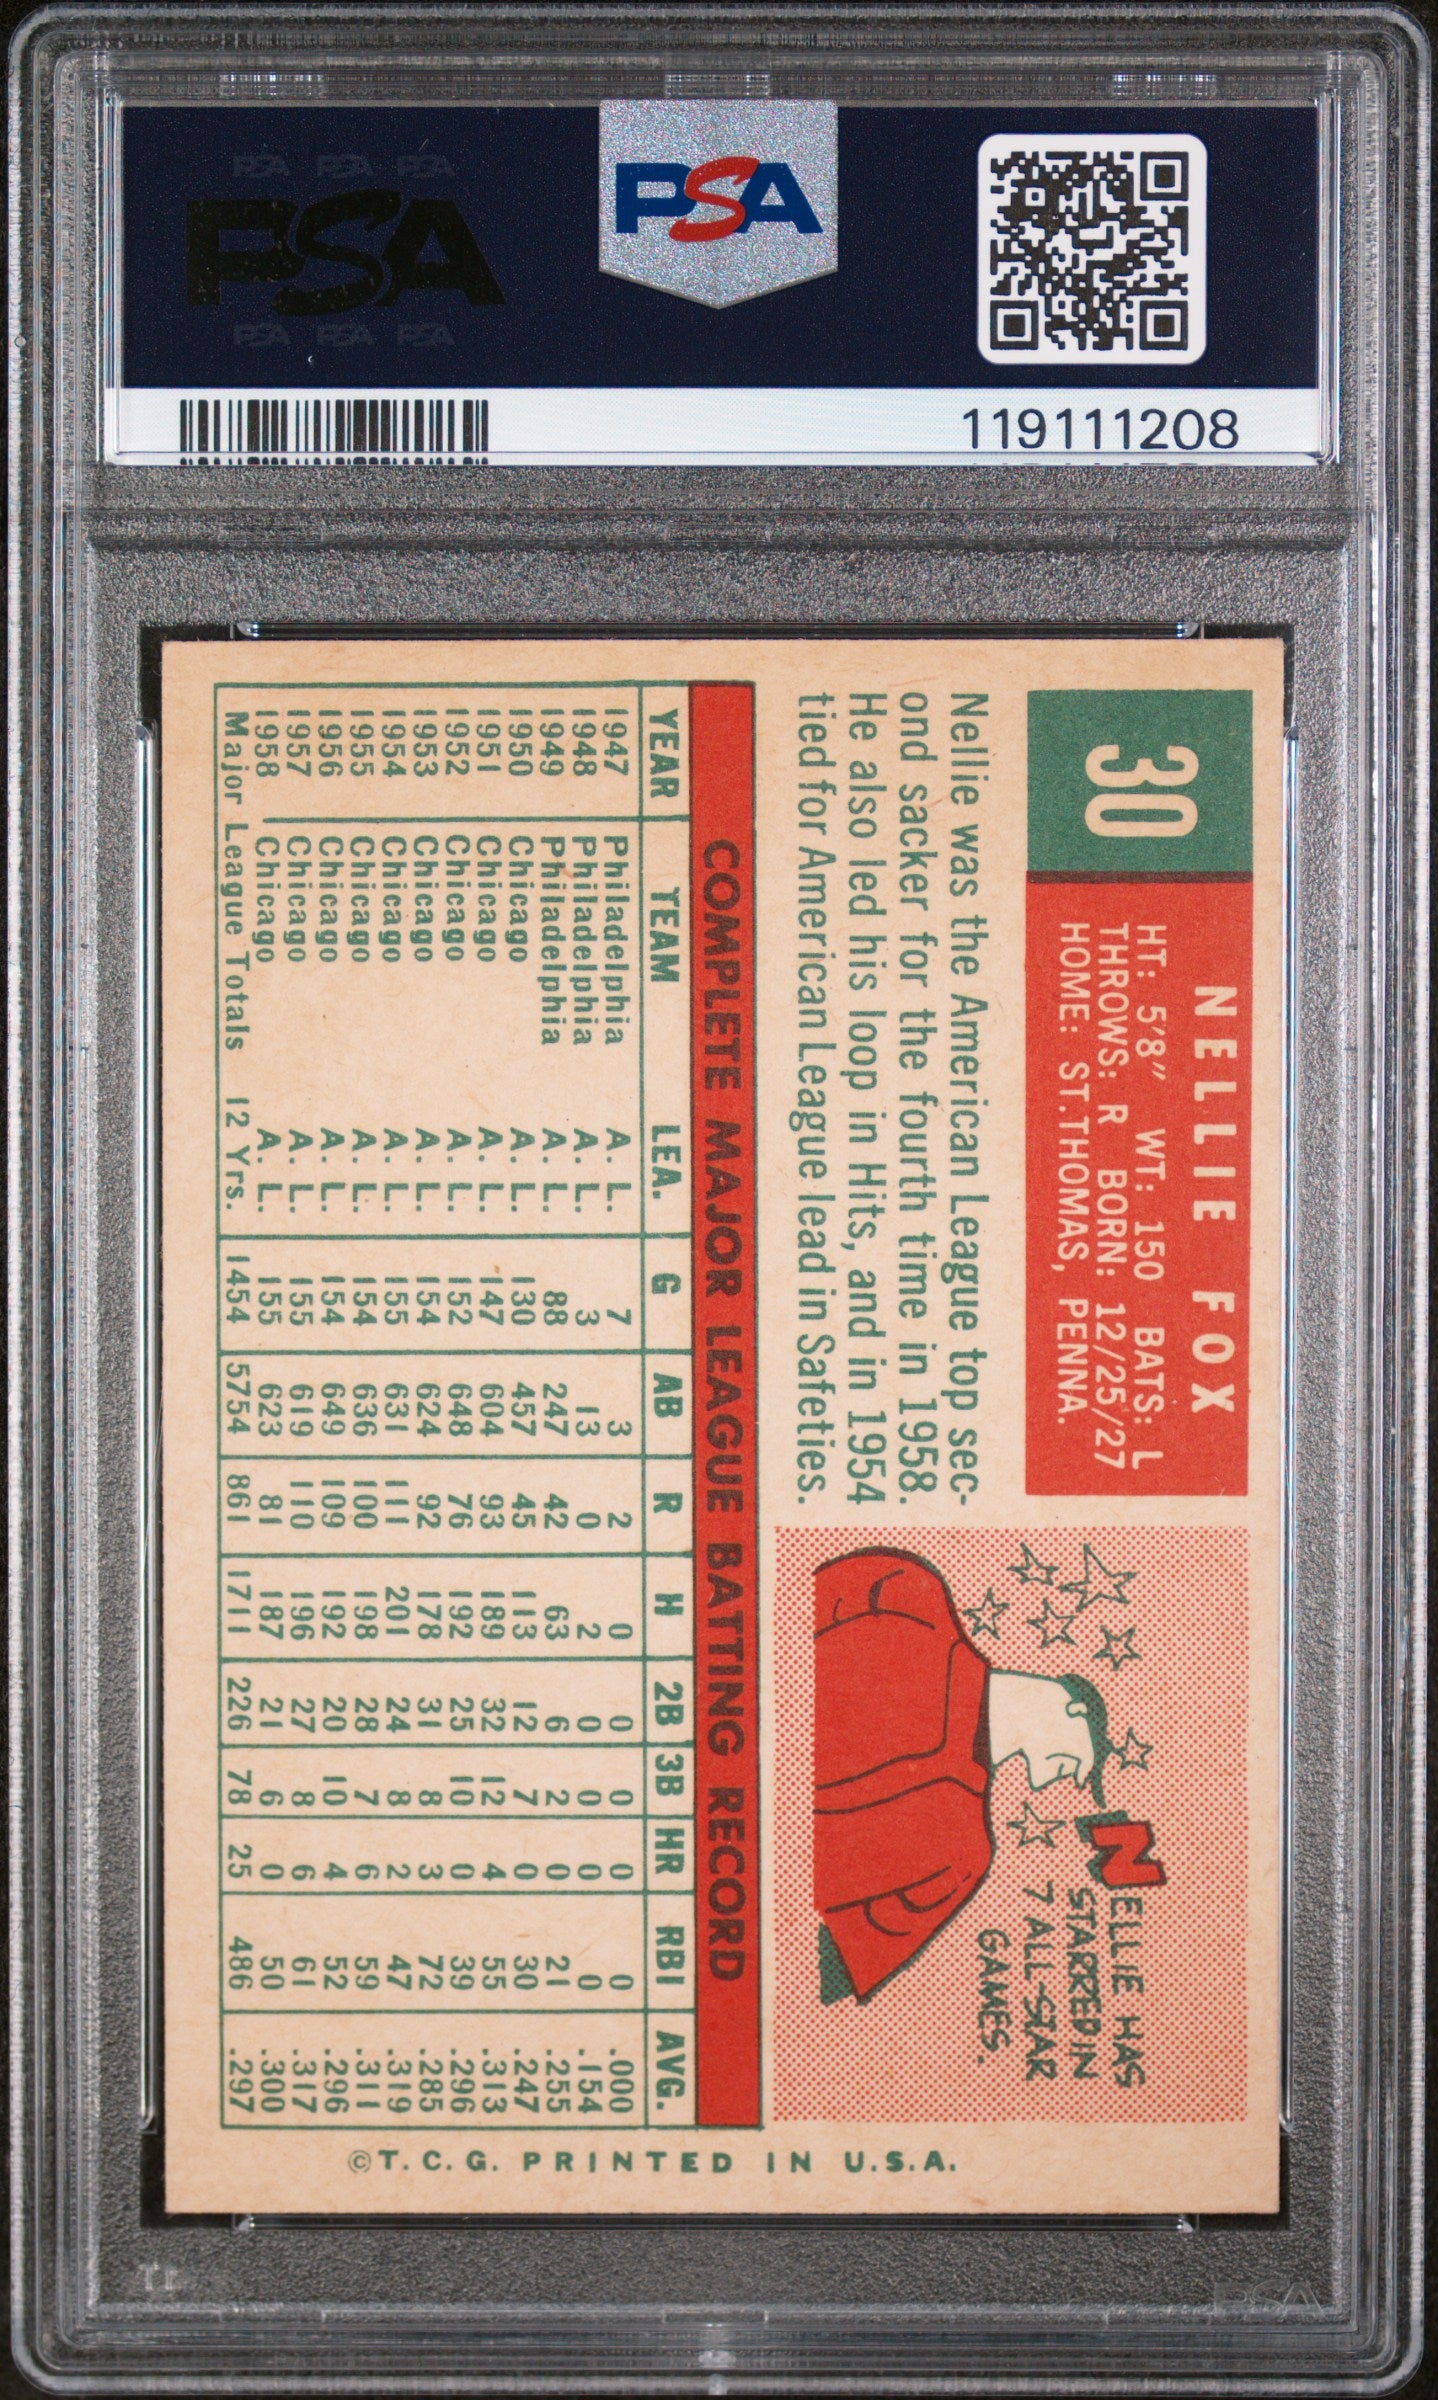 PSA PSA PSA
PSA
PSA PSA PSA
PSA
119111208
30
NELLIE FOX
HT: 5'8" WT: 150 BATS: L
THROWS: R BORN: 12/25/27
HOME: ST.THOMAS, PENNA.
Nellie was the American League top sec-
ond sacker for the fourth time in 1958.
He also led his loop in Hits, and in 1954
tied for American League lead in Safeties.
NELLIE HAS
STARRED IN
7 ALL-STAR
GAMES.
COMPLETE MAJOR LEAGUE BATTING RECORD
YEAR TEAM LEA. G AB R H 2B 3B HR RBI AVG.
1947 Philadelphia A. L. 7 3 2 0 0 0 0 0 .000
1948 Philadelphia A. L. 3 13 0 2 0 0 0 0 .154
1949 Philadelphia A. L. 88 247 42 63 6 2 0 21 .255
1950 Chicago A. L. 130 457 45 113 12 7 0 30 .247
1951 Chicago A. L. 147 604 93 189 32 12 4 55 .313
1952 Chicago A. L. 152 648 76 192 25 10 0 39 .296
1953 Chicago A. L. 154 624 92 178 31 8 3 72 .285
1954 Chicago A. L. 155 631 111 201 24 8 2 47 .319
1955 Chicago A. L. 154 636 100 198 28 7 6 59 .311
1956 Chicago A. L. 154 649 109 192 20 10 4 52 .296
1957 Chicago A. L. 155 619 110 196 27 8 6 61 .317
1958 Chicago A. L. 155 623 81 187 21 6 0 50 .300
Major League Totals 12 Yrs. 1454 5754 861 1711 226 78 25 486 .297
©T.C.G. PRINTED IN U.S.A.
PSA